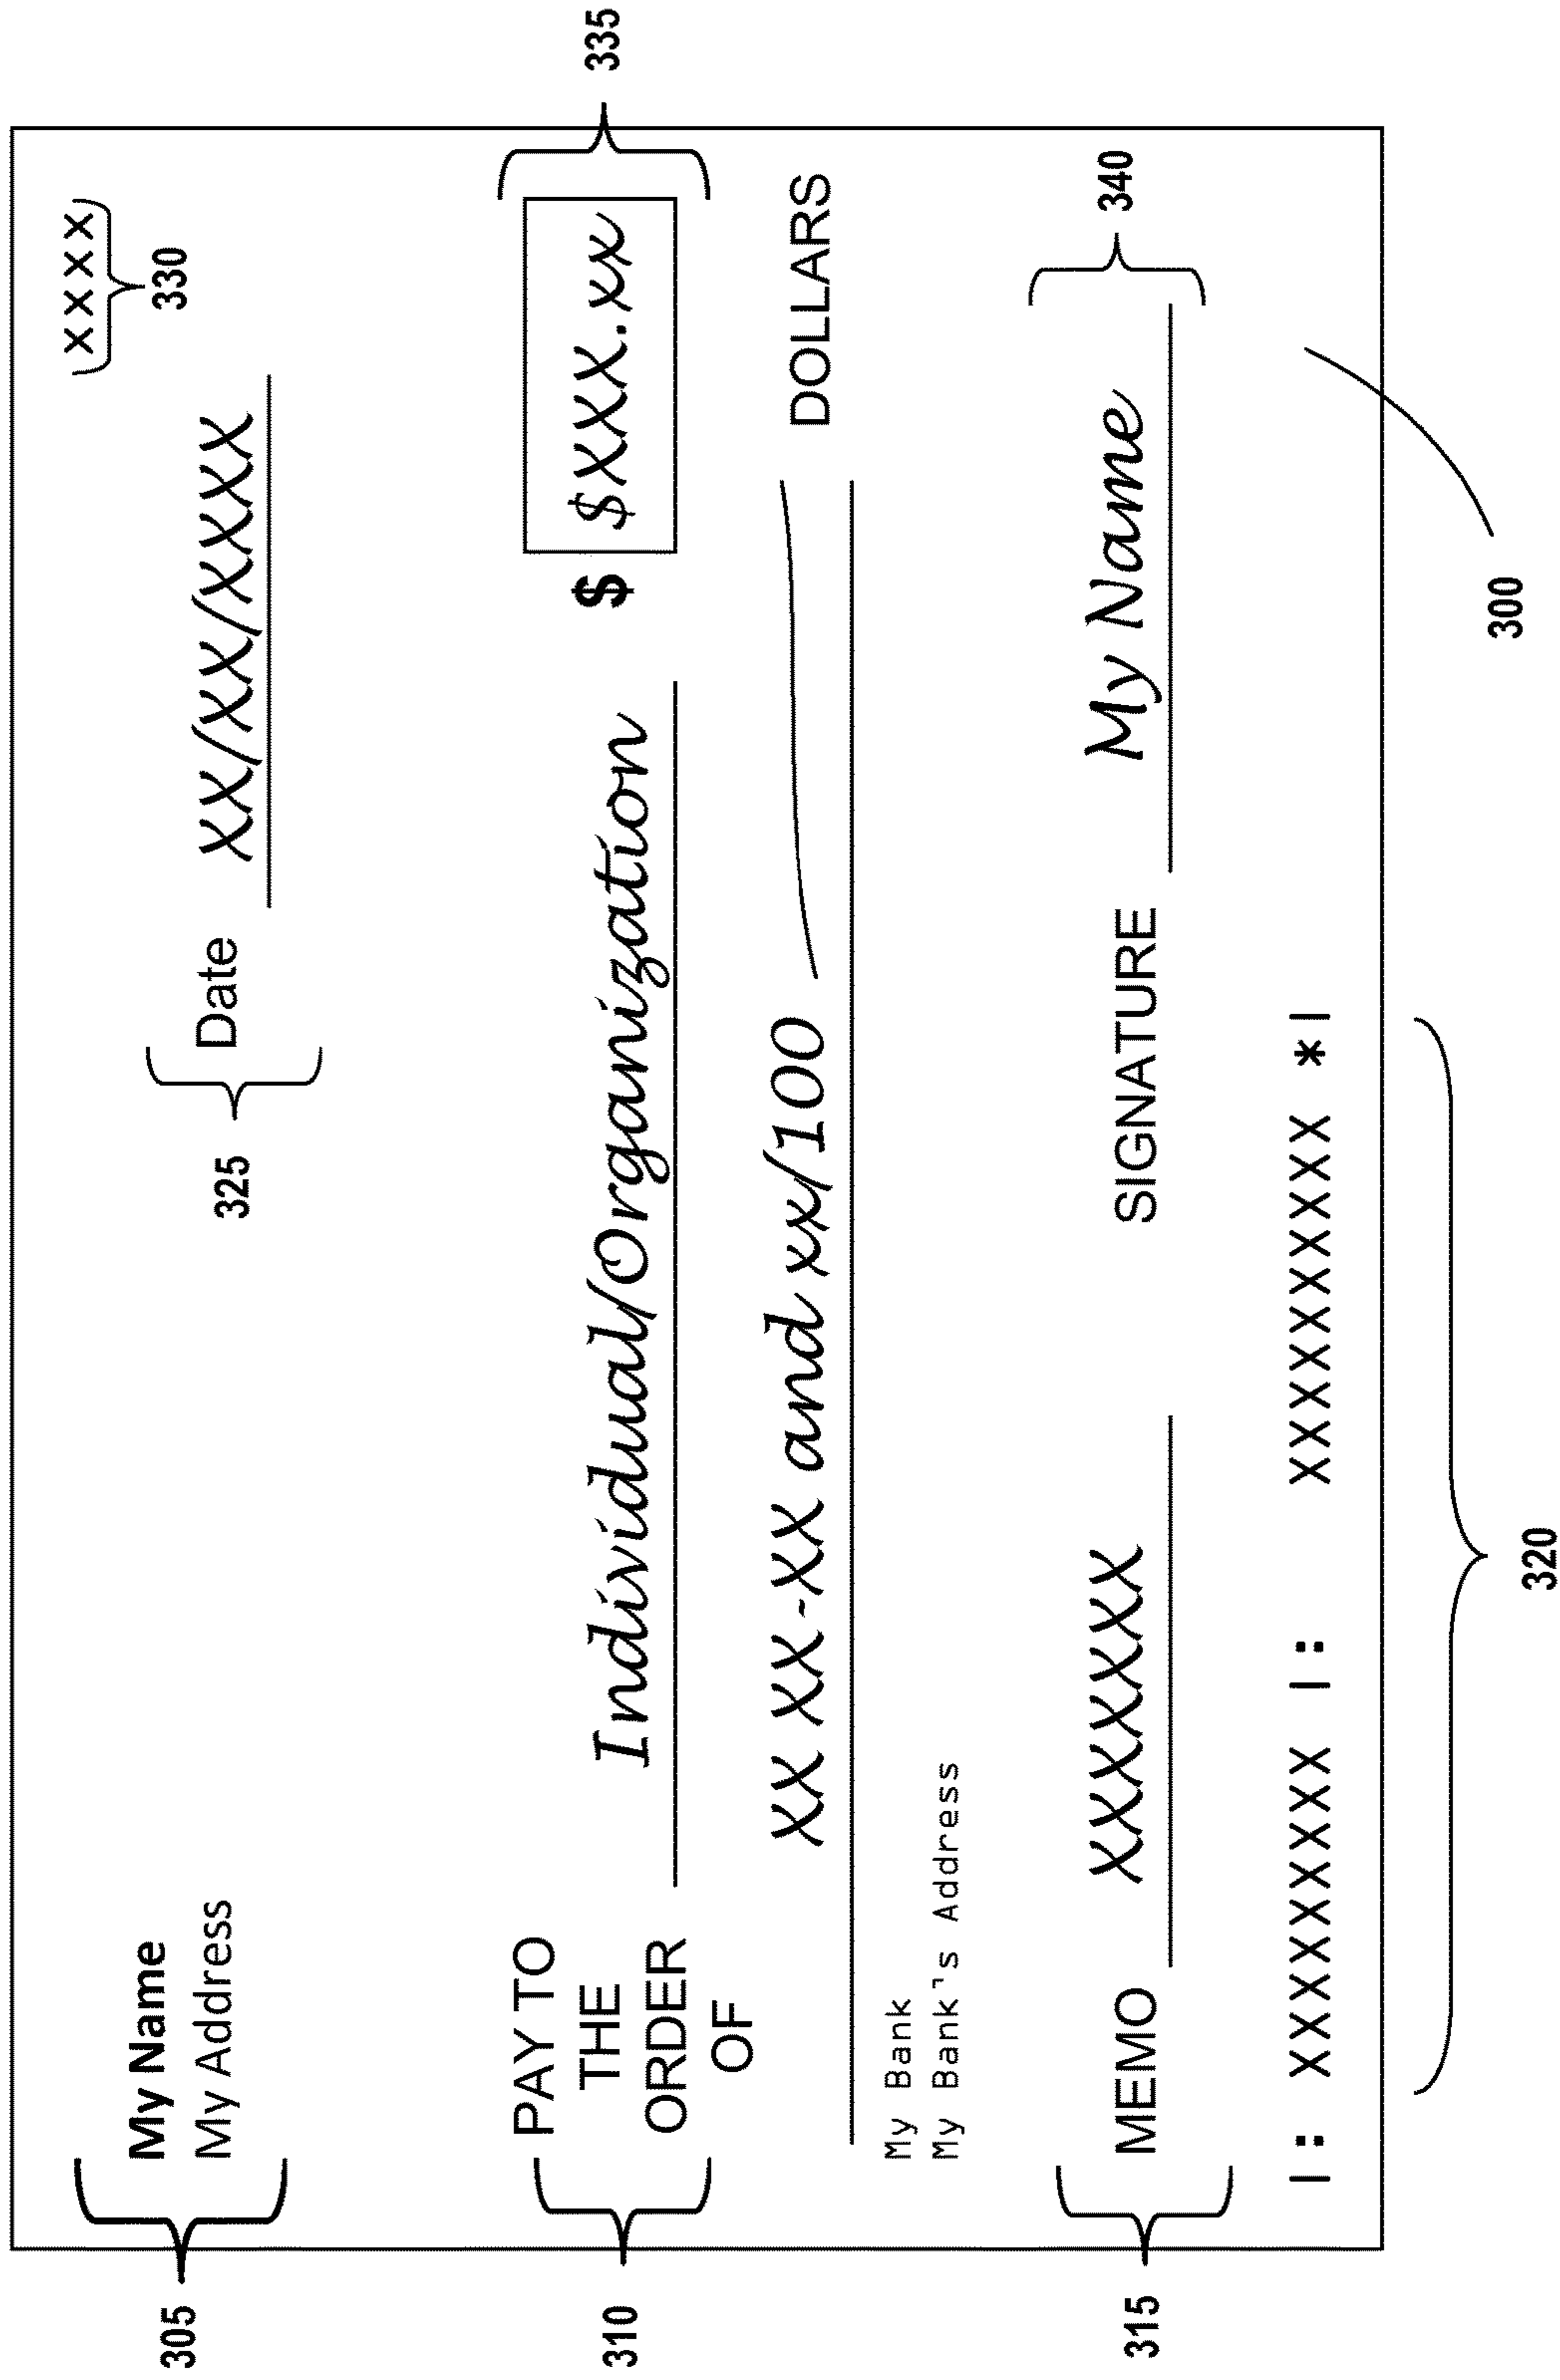 xxxx
330
My Name
My Address
305
325
Date xx/xx/xxxx
PAY TO
THE
ORDER
OF
310
Individual/Organization
$ $xxx.xx
335
xx xx-xx and xx/100
DOLLARS
My Bank
My Bank's Address
315
MEMO xxxxxxx
SIGNATURE My Name
340
|: XXXXXXXXX |: XXXXXXXXXX *|
320
300